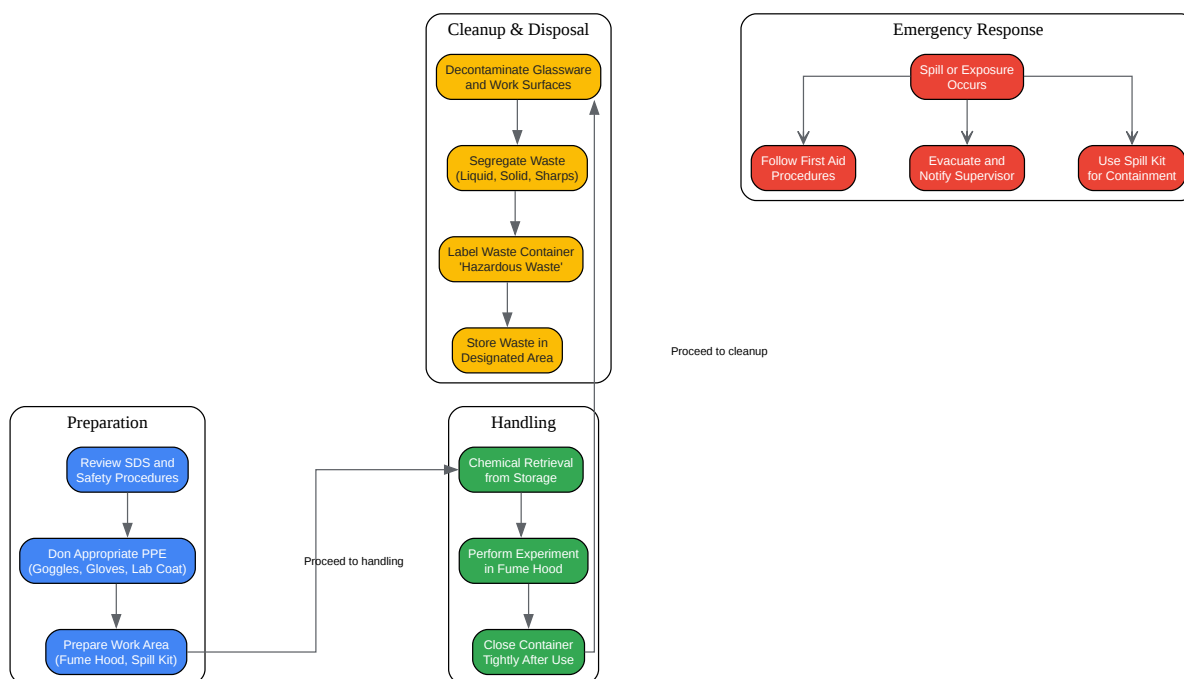 Cleanup & Disposal
Decontaminate Glassware
and Work Surfaces
Segregate Waste
(Liquid, Solid, Sharps)
Label Waste Container
'Hazardous Waste'
Store Waste in
Designated Area
Emergency Response
Spill or Exposure
Occurs
Follow First Aid
Procedures
Evacuate and
Notify Supervisor
Use Spill Kit
for Containment
Proceed to cleanup
Preparation
Review SDS and
Safety Procedures
Don Appropriate PPE
(Goggles, Gloves, Lab Coat)
Prepare Work Area
(Fume Hood, Spill Kit)
Proceed to handling
Handling
Chemical Retrieval
from Storage
Perform Experiment
in Fume Hood
Close Container
Tightly After Use